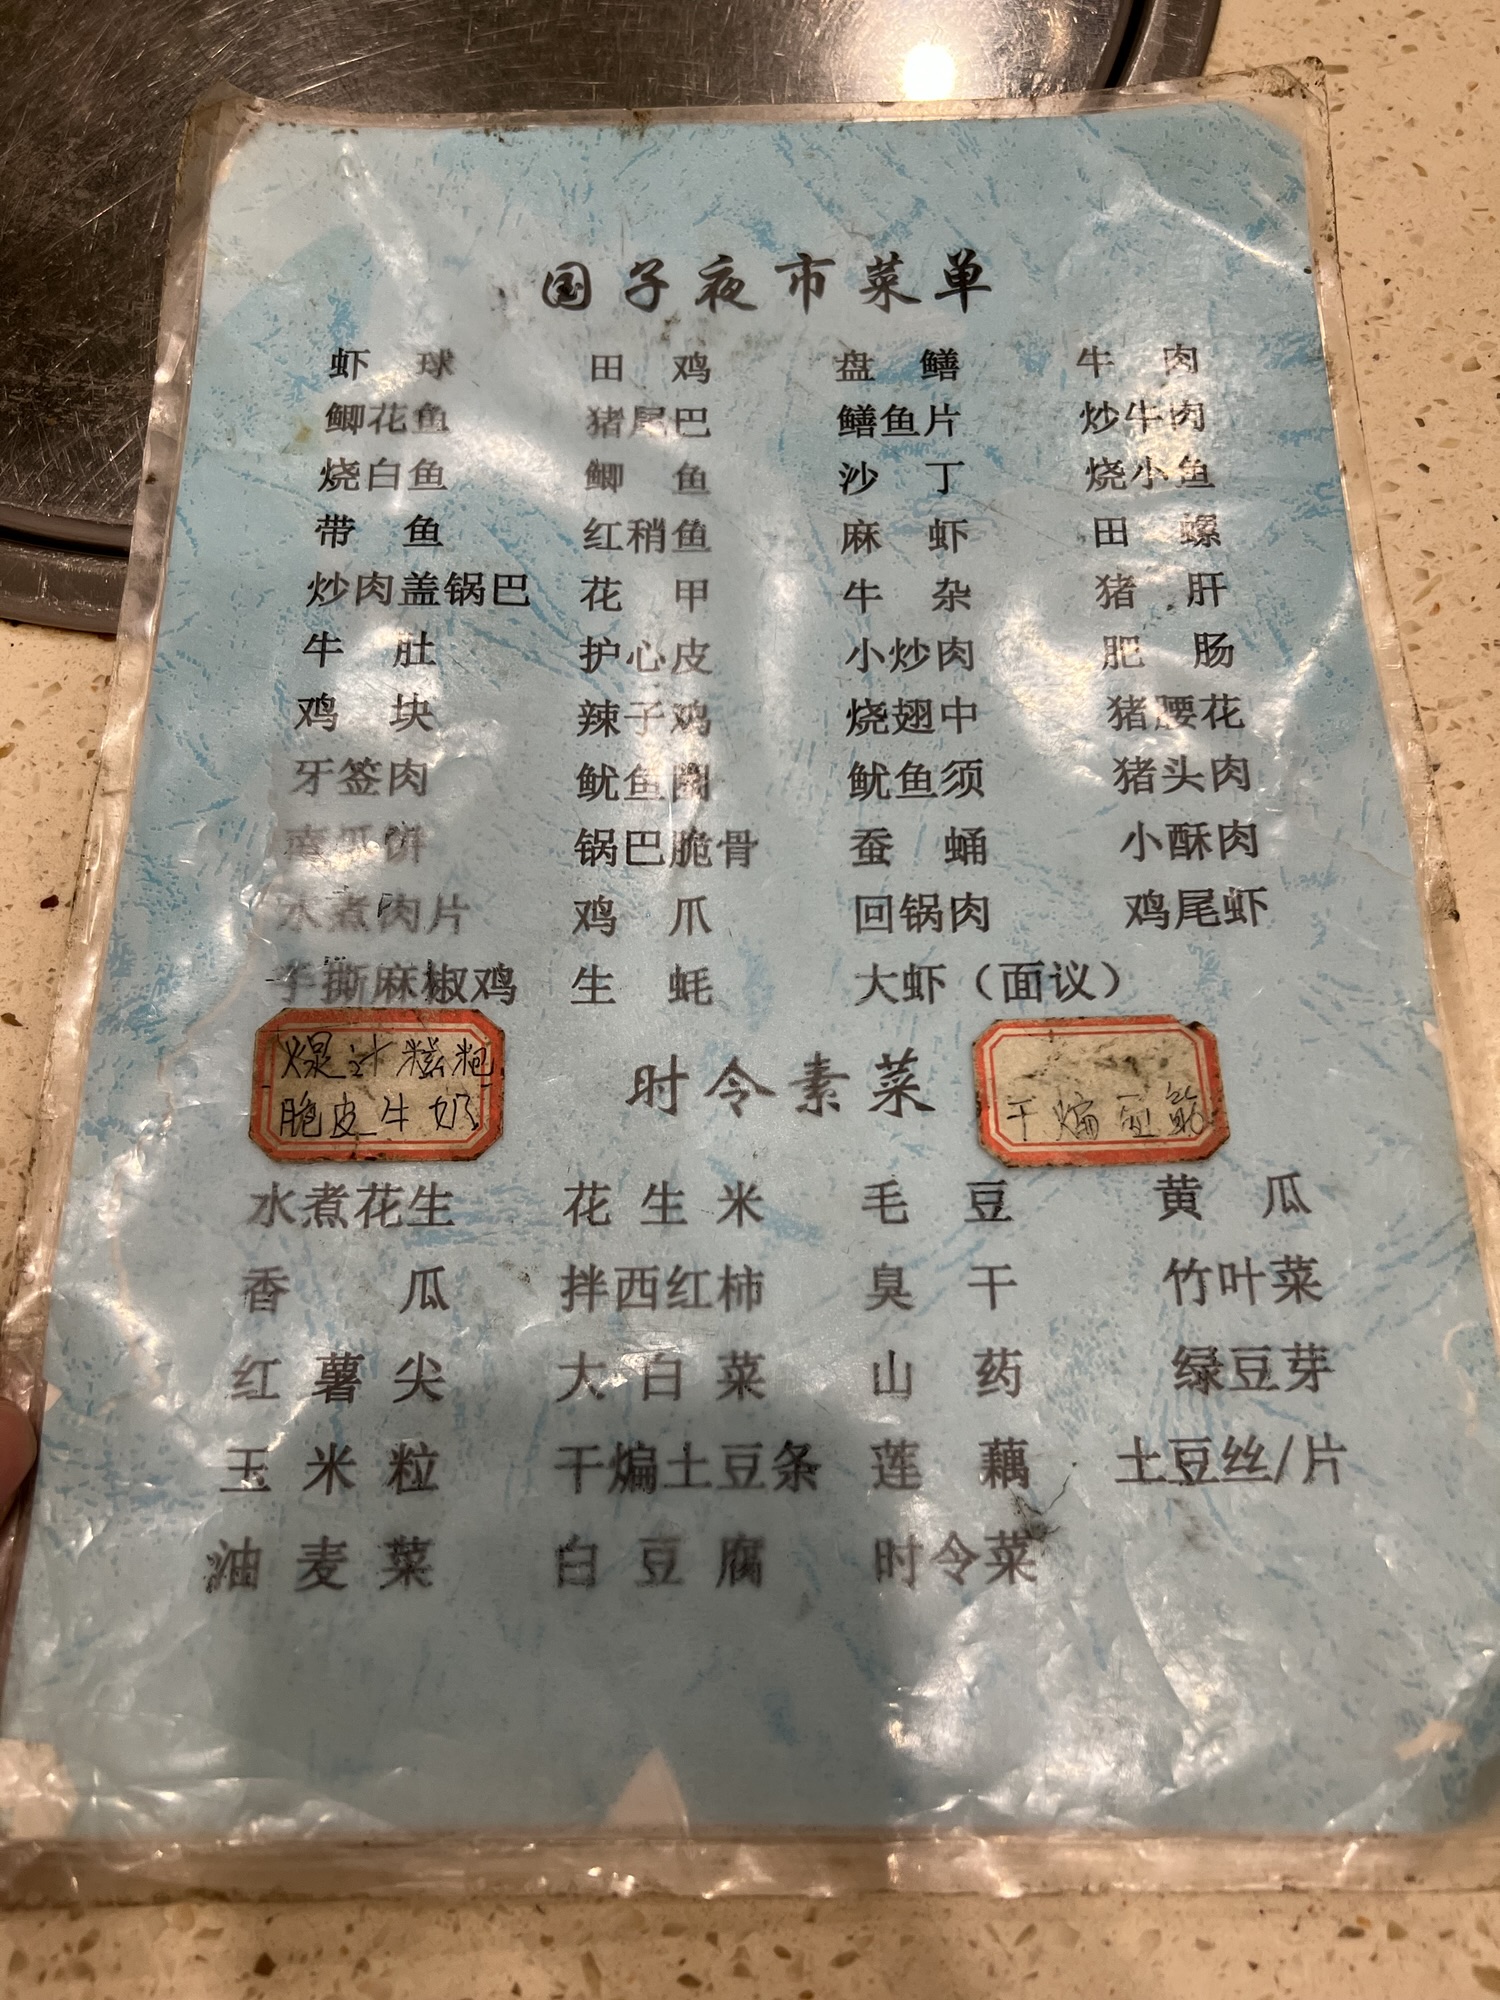 国子夜市菜单
虾球 田鸡 盘鳝 牛肉
鲫花鱼 猪尾巴 鳝鱼片 炒牛肉
烧白鱼 鲫鱼 沙丁 烧小鱼
带鱼 红稍鱼 麻虾 田螺
炒肉盖锅巴 花甲 牛杂 猪肝
牛肚 护心皮 小炒肉 肥肠
鸡块 辣子鸡 烧翅中 猪腰花
牙签肉 鱿鱼圈 鱿鱼须 猪头肉
南瓜饼 锅巴脆骨 蚕蛹 小酥肉
水煮肉片 鸡爪 回锅肉 鸡尾虾
手撕麻椒鸡 生蚝 大虾（面议）
爆汁糍粑
脆皮牛奶
时令素菜
干煸
水煮花生 花生米 毛豆 黄瓜
香瓜 拌西红柿 臭干 竹叶菜
红薯尖 大白菜 山药 绿豆芽
玉米粒 干煸土豆条 莲藕 土豆丝/片
油麦菜 白豆腐 时令菜